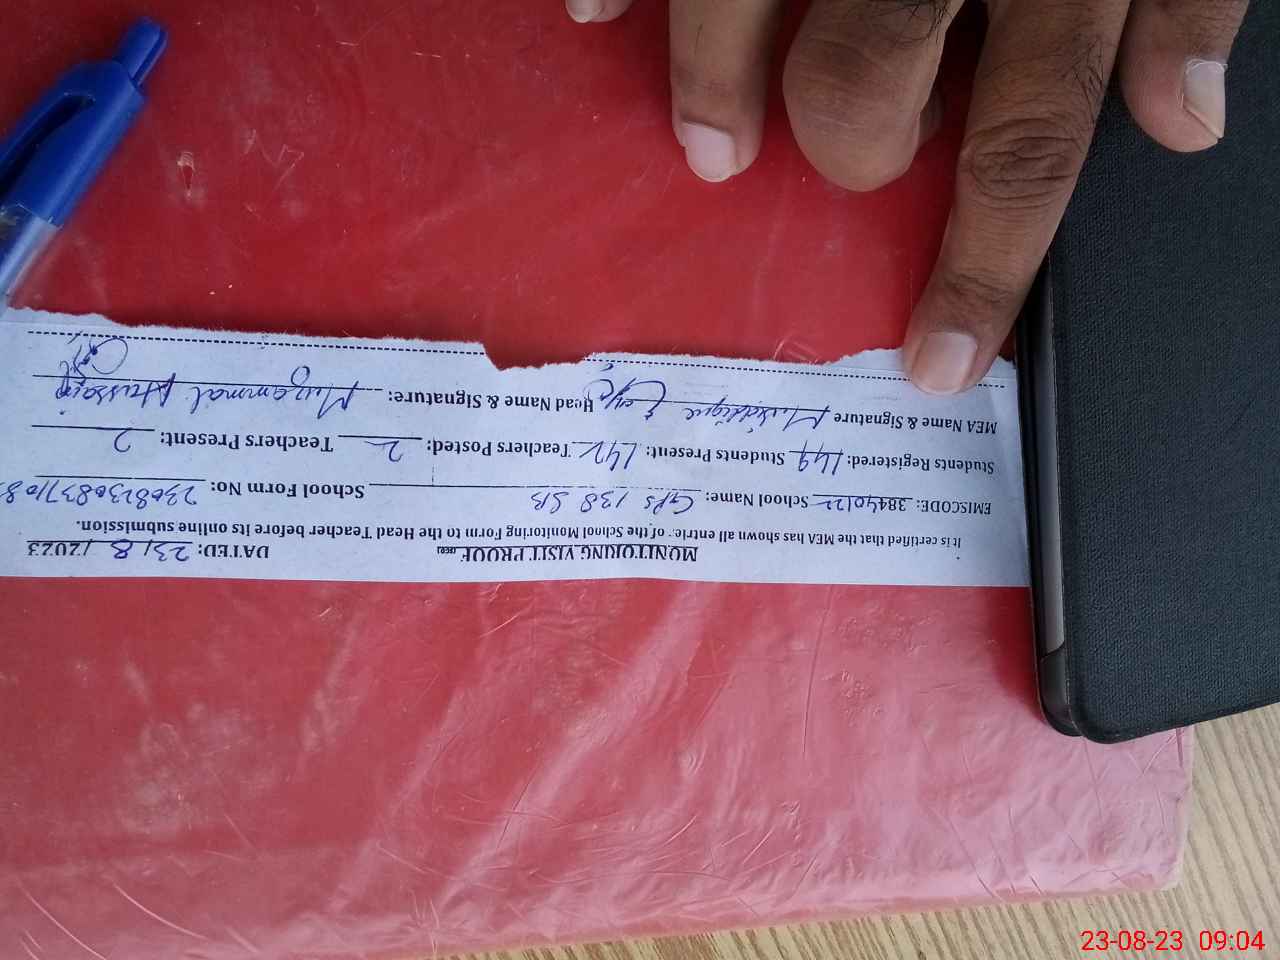 MONITORING VISIT PROOF DATED: 23/8/2023
It is certified that the MEA has shown all entries of the School Monitoring Form to the Head Teacher before its online submission.
EMISCODE: 38440122 School Name: GPS 138 SB School Form No:
Students Registered: 149 Students Present: 142 Teachers Posted: 2 Teachers Present: 2
MEA Name & Signature Head Name & Signature: Muzammal Hussain
23-08-23 09:04